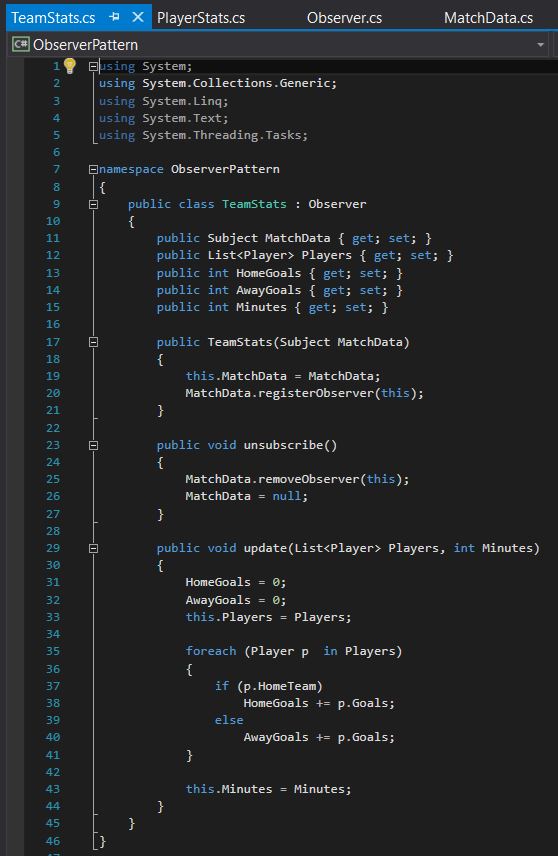 TeamStats.cs PlayerStats.cs Observer.cs MatchData.cs
C# ObserverPattern
1 using System;
2 using System.Collections.Generic;
3 using System.Linq;
4 using System.Text;
5 using System.Threading.Tasks;
6
7 namespace ObserverPattern
8 {
9 public class TeamStats : Observer
10 {
11 public Subject MatchData { get; set; }
12 public List<Player> Players { get; set; }
13 public int HomeGoals { get; set; }
14 public int AwayGoals { get; set; }
15 public int Minutes { get; set; }
16
17 public TeamStats(Subject MatchData)
18 {
19 this.MatchData = MatchData;
20 MatchData.registerObserver(this);
21 }
22
23 public void unsubscribe()
24 {
25 MatchData.removeObserver(this);
26 MatchData = null;
27 }
28
29 public void update(List<Player> Players, int Minutes)
30 {
31 HomeGoals = 0;
32 AwayGoals = 0;
33 this.Players = Players;
34
35 foreach (Player p  in Players)
36 {
37 if (p.HomeTeam)
38 HomeGoals += p.Goals;
39 else
40 AwayGoals += p.Goals;
41 }
42
43 this.Minutes = Minutes;
44 }
45 }
46 }